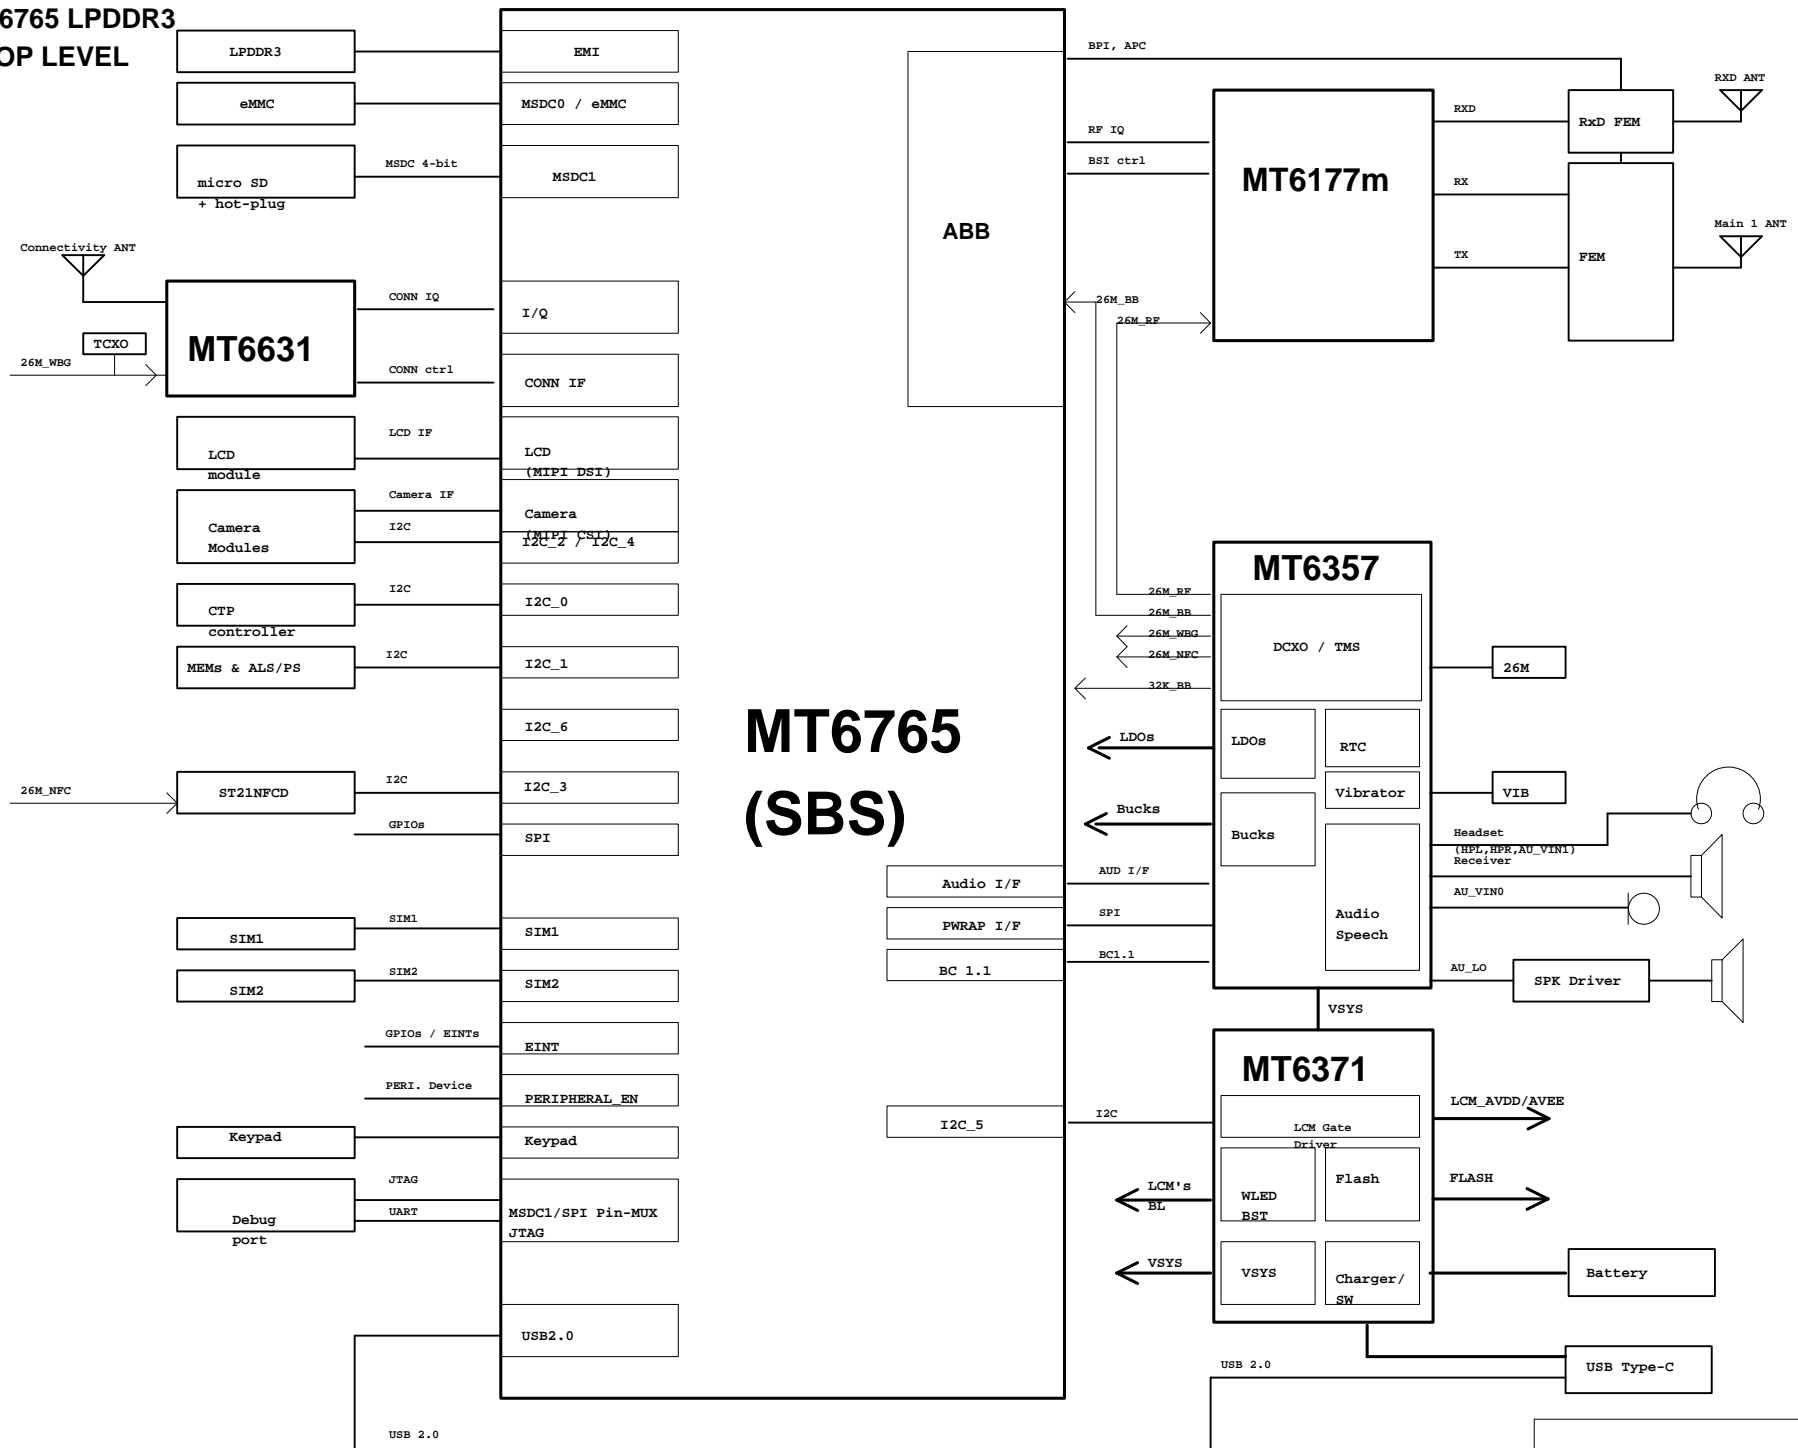 6765 LPDDR3
OP LEVEL
LPDDR3
EMI
eMMC
MSDC0 / eMMC
micro SD
+ hot-plug
MSDC 4-bit
MSDC1
Connectivity ANT
CONN IQ
I/Q
TCXO
MT6631
26M_WBG
CONN ctrl
CONN IF
LCD IF
LCD
module
LCD
(MIPI DSI)
Camera IF
Camera
Modules
I2C
Camera
(MIPI CSI)
I2C_2 / I2C_4
I2C
CTP
controller
I2C_0
MEMs & ALS/PS
I2C
I2C_1
I2C_6
26M_NFC
ST21NFCD
I2C
I2C_3
GPIOs
SPI
SIM1
SIM1
SIM1
SIM2
SIM2
SIM2
GPIOs / EINTs
EINT
PERI. Device
PERIPHERAL_EN
Keypad
Keypad
JTAG
UART
Debug
port
MSDC1/SPI Pin-MUX
JTAG
USB2.0
USB 2.0
MT6765
(SBS)
ABB
BPI, APC
RF IQ
BSI ctrl
MT6177m
RXD
RX
TX
RxD FEM
FEM
RXD ANT
Main 1 ANT
26M_BB
26M_RF
MT6357
26M_RF
26M_BB
26M_WBG
26M_NFC
32K_BB
DCXO / TMS
26M
LDOs
LDOs
RTC
Vibrator
VIB
Bucks
Bucks
Headset
(HPL,HPR,AU_VIN1)
Receiver
AU_VIN0
Audio
Speech
Audio I/F
AUD I/F
PWRAP I/F
SPI
BC 1.1
BC1.1
AU_LO
SPK Driver
VSYS
MT6371
I2C_5
I2C
LCM Gate
Driver
LCM_AVDD/AVEE
LCM's
BL
WLED
BST
Flash
FLASH
VSYS
VSYS
Charger/
SW
Battery
USB 2.0
USB Type-C